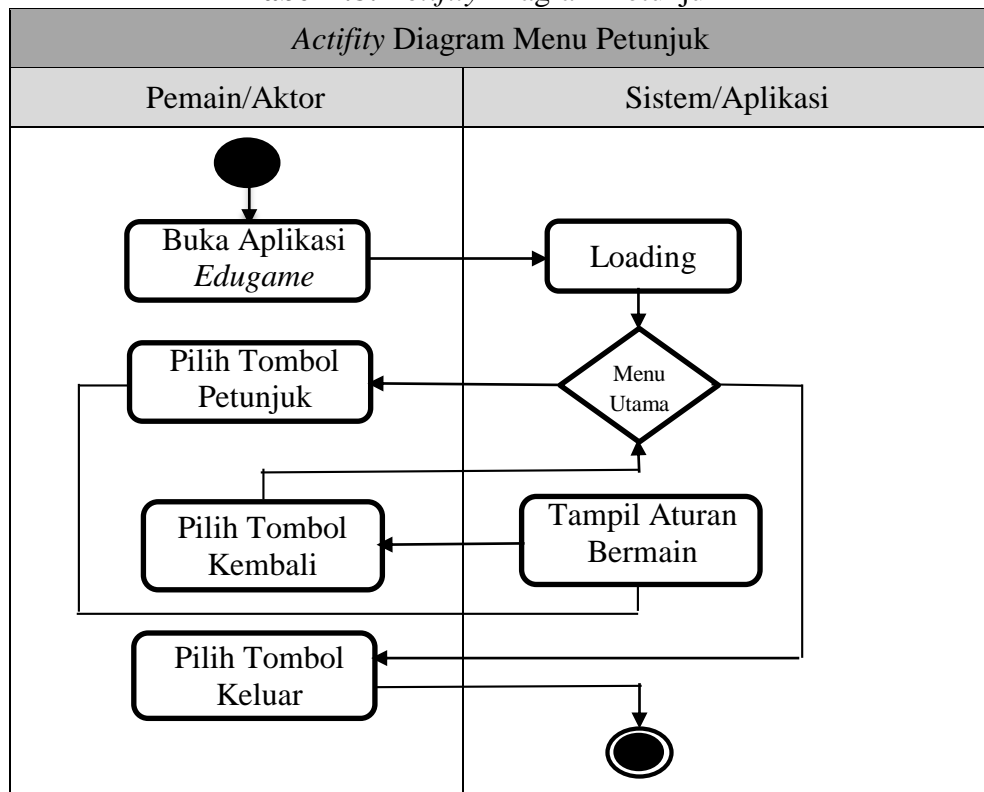 Actifity Diagram Menu Petunjuk
Pemain/Aktor
Sistem/Aplikasi
Buka Aplikasi
Edugame
Loading
Pilih Tombol
Petunjuk
Menu
Utama
Pilih Tombol
Kembali
Tampil Aturan
Bermain
Pilih Tombol
Keluar